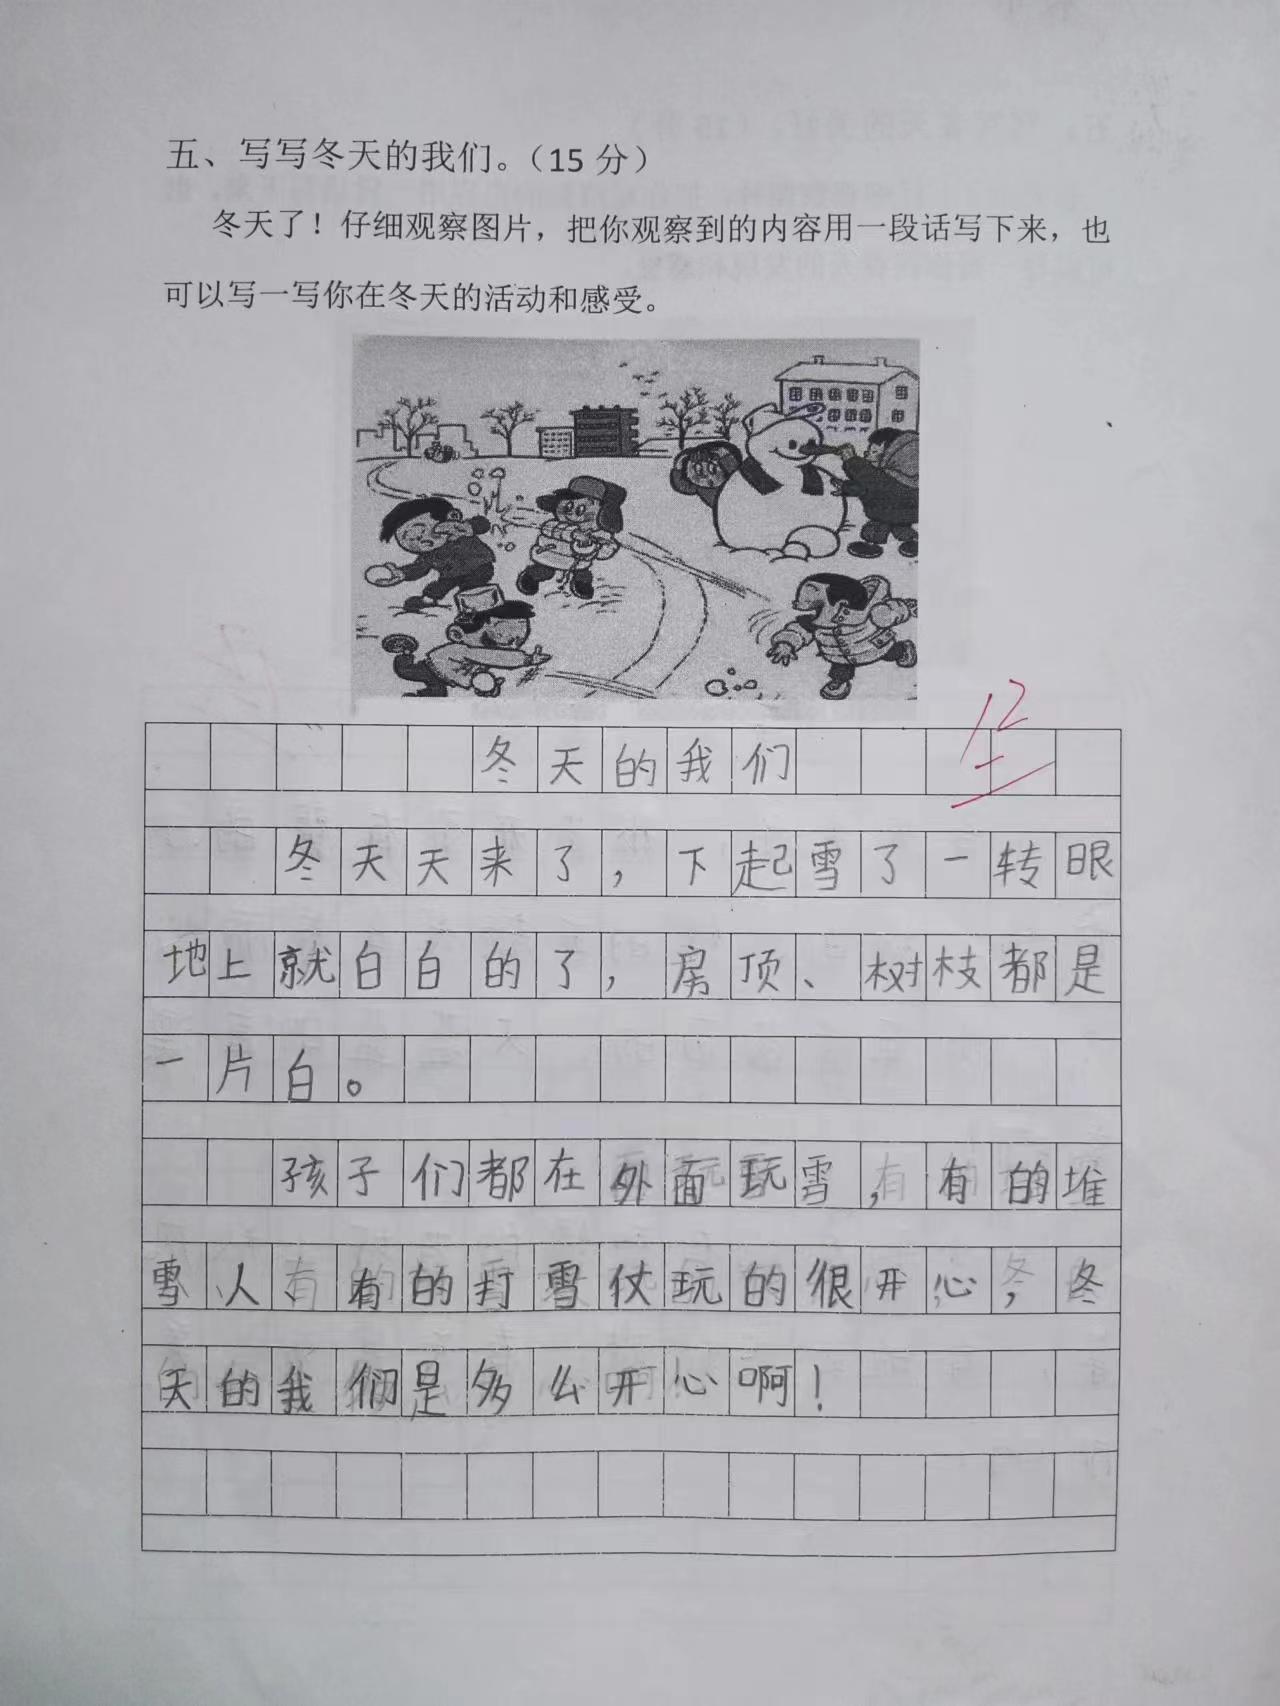 五、写写冬天的我们。（15 分）
冬天了！仔细观察图片，把你观察到的内容用一段话写下来，也
可以写一写你在冬天的活动和感受。
12
冬天的我们
冬天天来了，下起雪了一转眼
地上就白白的了，房顶、树枝都是
一片白。
孩子们都在外面玩雪，有的堆
雪人、有的打雪仗玩的很开心，冬
天的我们是多么开心啊！